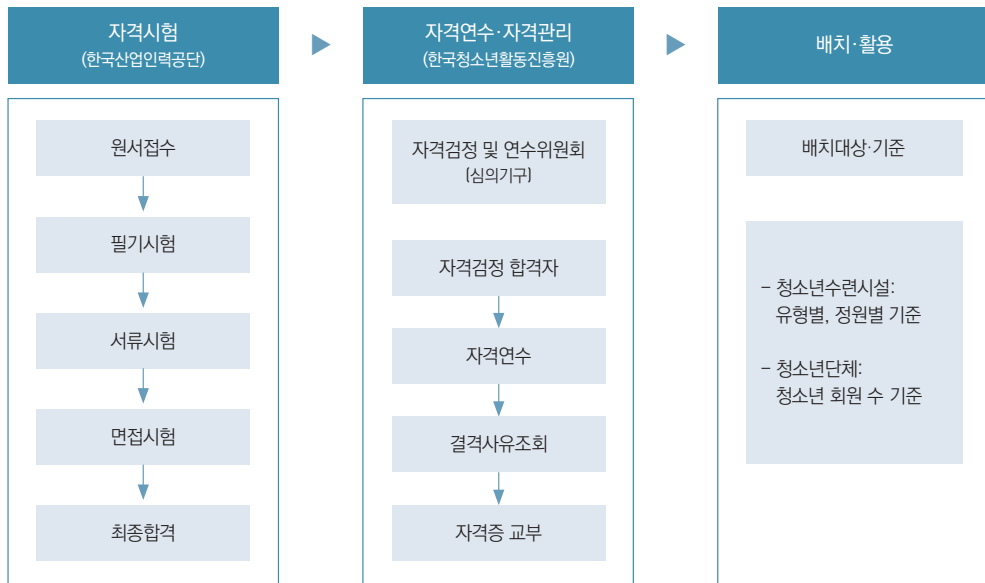 자격시험
(한국산업인력공단)
원서접수
필기시험
서류시험
면접시험
최종합격
자격연수·자격관리
(한국청소년활동진흥원)
자격검정 및 연수위원회
(심의기구)
자격검정 합격자
자격연수
결격사유조회
자격증 교부
배치·활용
배치대상·기준
- 청소년수련시설:
유형별, 정원별 기준
- 청소년단체:
청소년 회원 수 기준